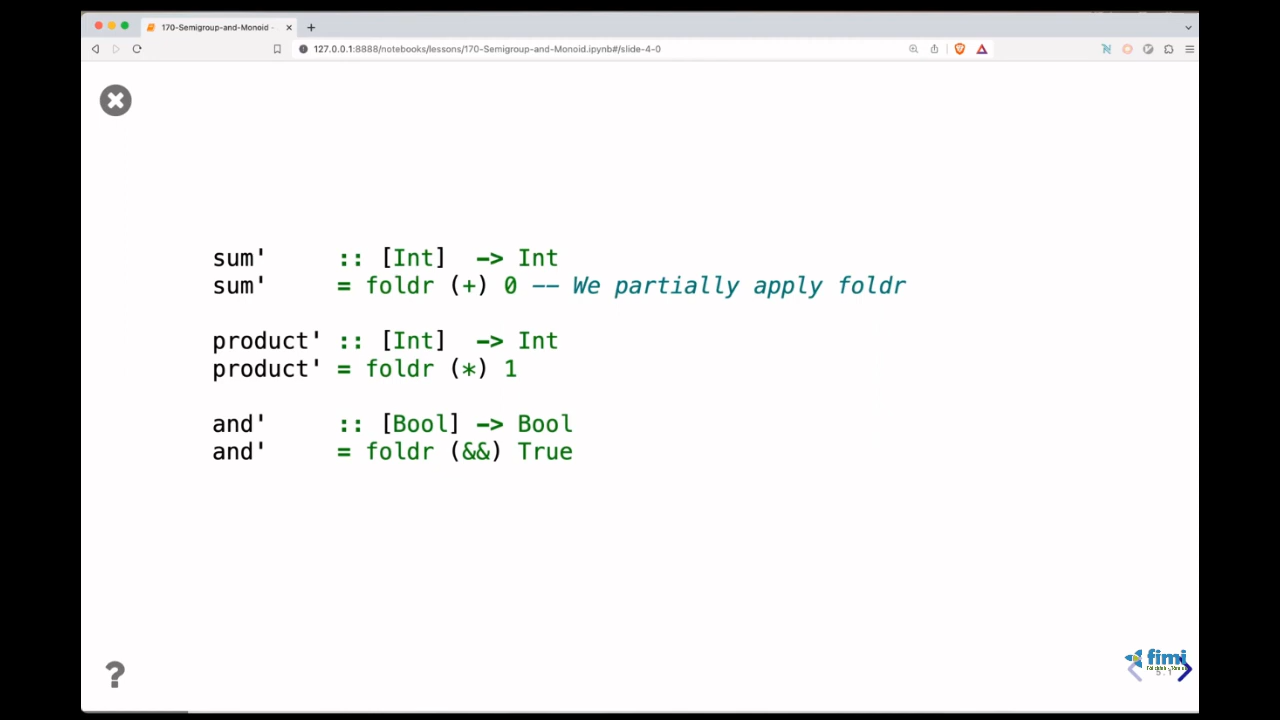 170-Semigroup-and-Monoid -
127.0.0.1:8888/notebooks/lessons/170-Semigroup-and-Monoid.ipynb#/slide-4-0
sum' :: [Int] -> Int
sum' = foldr (+) 0 -- We partially apply foldr
product' :: [Int] -> Int
product' = foldr (*) 1
and' :: [Bool] -> Bool
and' = foldr (&&) True
?
fimi